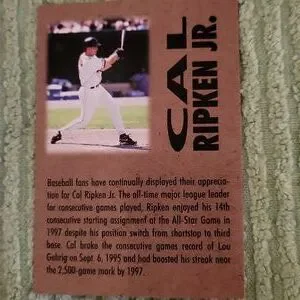 CAL
RIPKEN JR.
Baseball fans have continually displayed their apprecia-
tion for Cal Ripken Jr. The all-time major league leader
for consecutive games played, Ripken enjoyed his 14th
consecutive starting assignment at the All-Star Game in
1997 despite his position switch from shortstop to third
base. Cal broke the consecutive games record of Lou
Gehrig on Sept. 6, 1995 and had boosted his streak near
the 2,500-game mark by 1997.